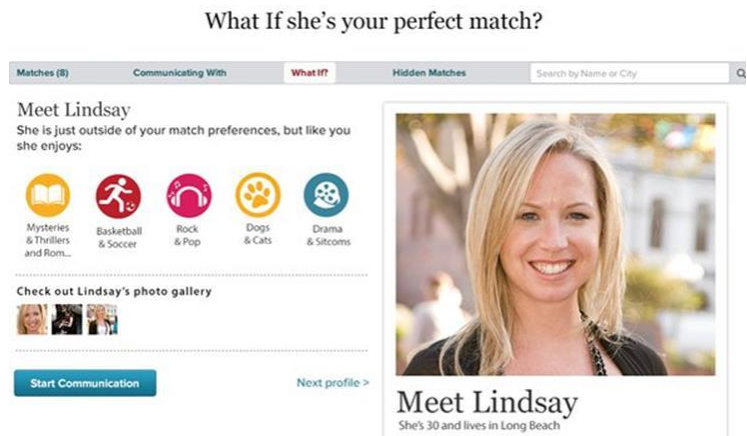 What If she's your perfect match?
Matches (8) Communicating With What If? Hidden Matches Search by Name or City
Meet Lindsay
She is just outside of your match preferences, but like you
she enjoys:
Mysteries
& Thrillers
and Rom...
Basketball
& Soccer
Rock
& Pop
Dogs
& Cats
Drama
& Sitcoms
Check out Lindsay's photo gallery
Start Communication Next profile >
Meet Lindsay
She's 30 and lives in Long Beach